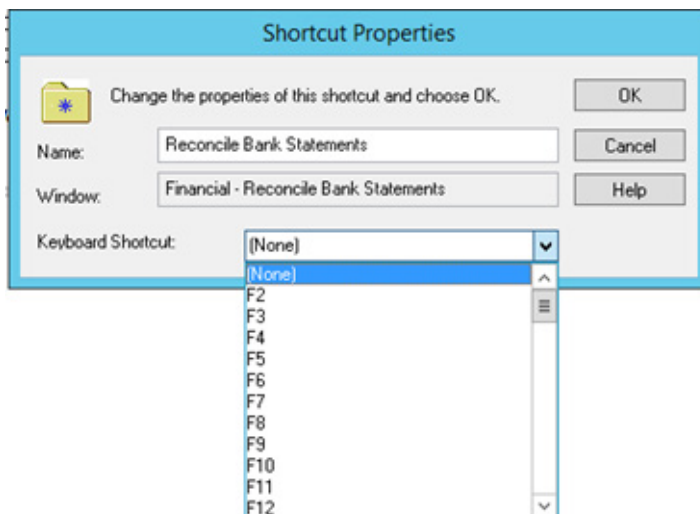 Shortcut Properties
Change the properties of this shortcut and choose OK.
OK
Name:
Reconcile Bank Statements
Cancel
Window:
Financial - Reconcile Bank Statements
Help
Keyboard Shortcut:
(None)
(None)
F2
F3
F4
F5
F6
F7
F8
F9
F10
F11
F12